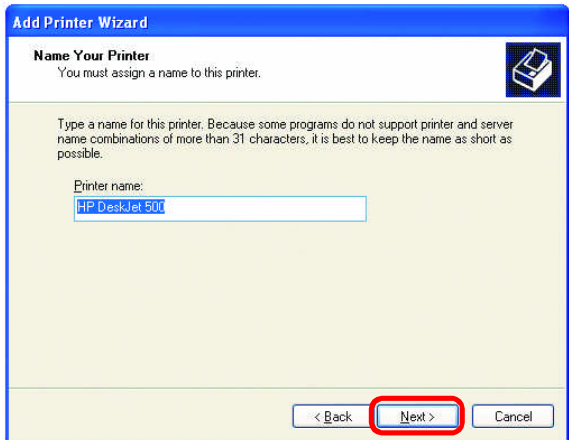 Add Printer Wizard
Name Your Printer
You must assign a name to this printer.
Type a name for this printer. Because some programs do not support printer and server
name combinations of more than 31 characters, it is best to keep the name as short as
possible.
Printer name:
HP DeskJet 500
< Back Next > Cancel